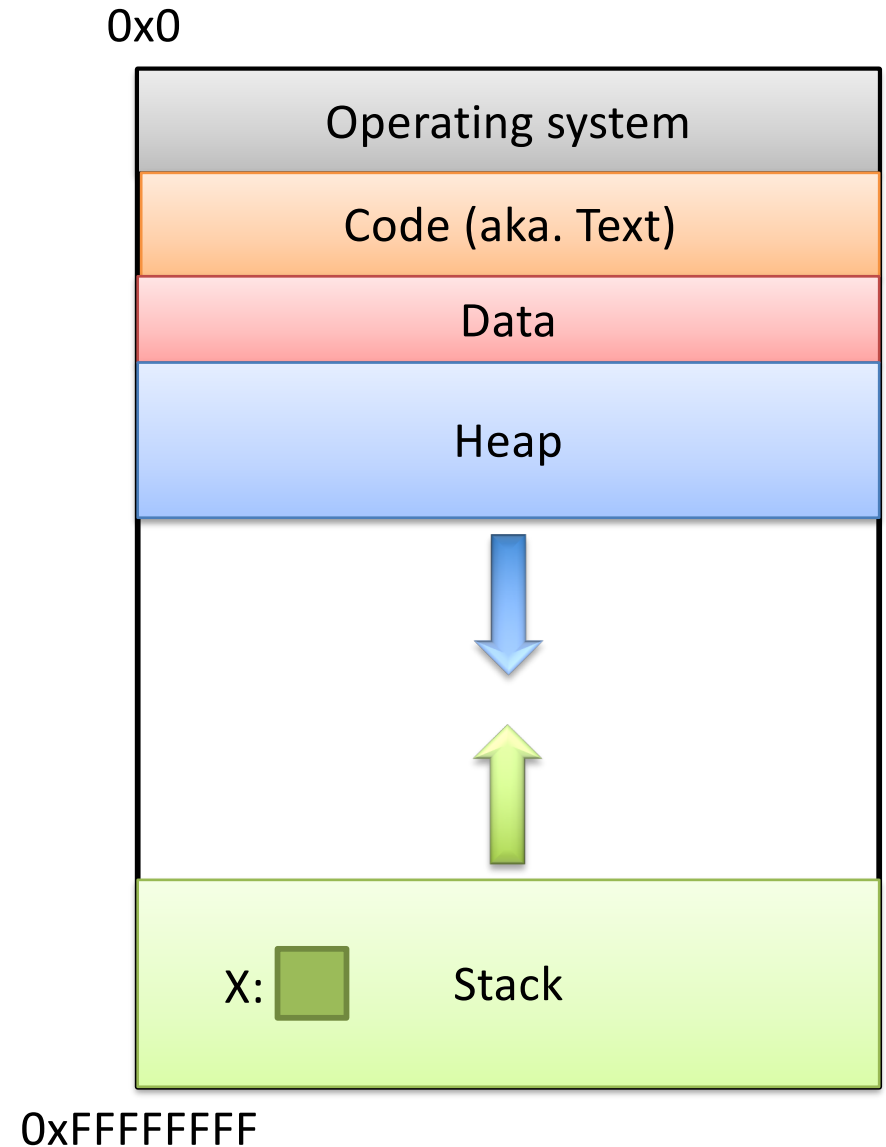 0x0
Operating system
Code (aka. Text)
Data
Heap
X:
Stack
0xFFFFFFFF